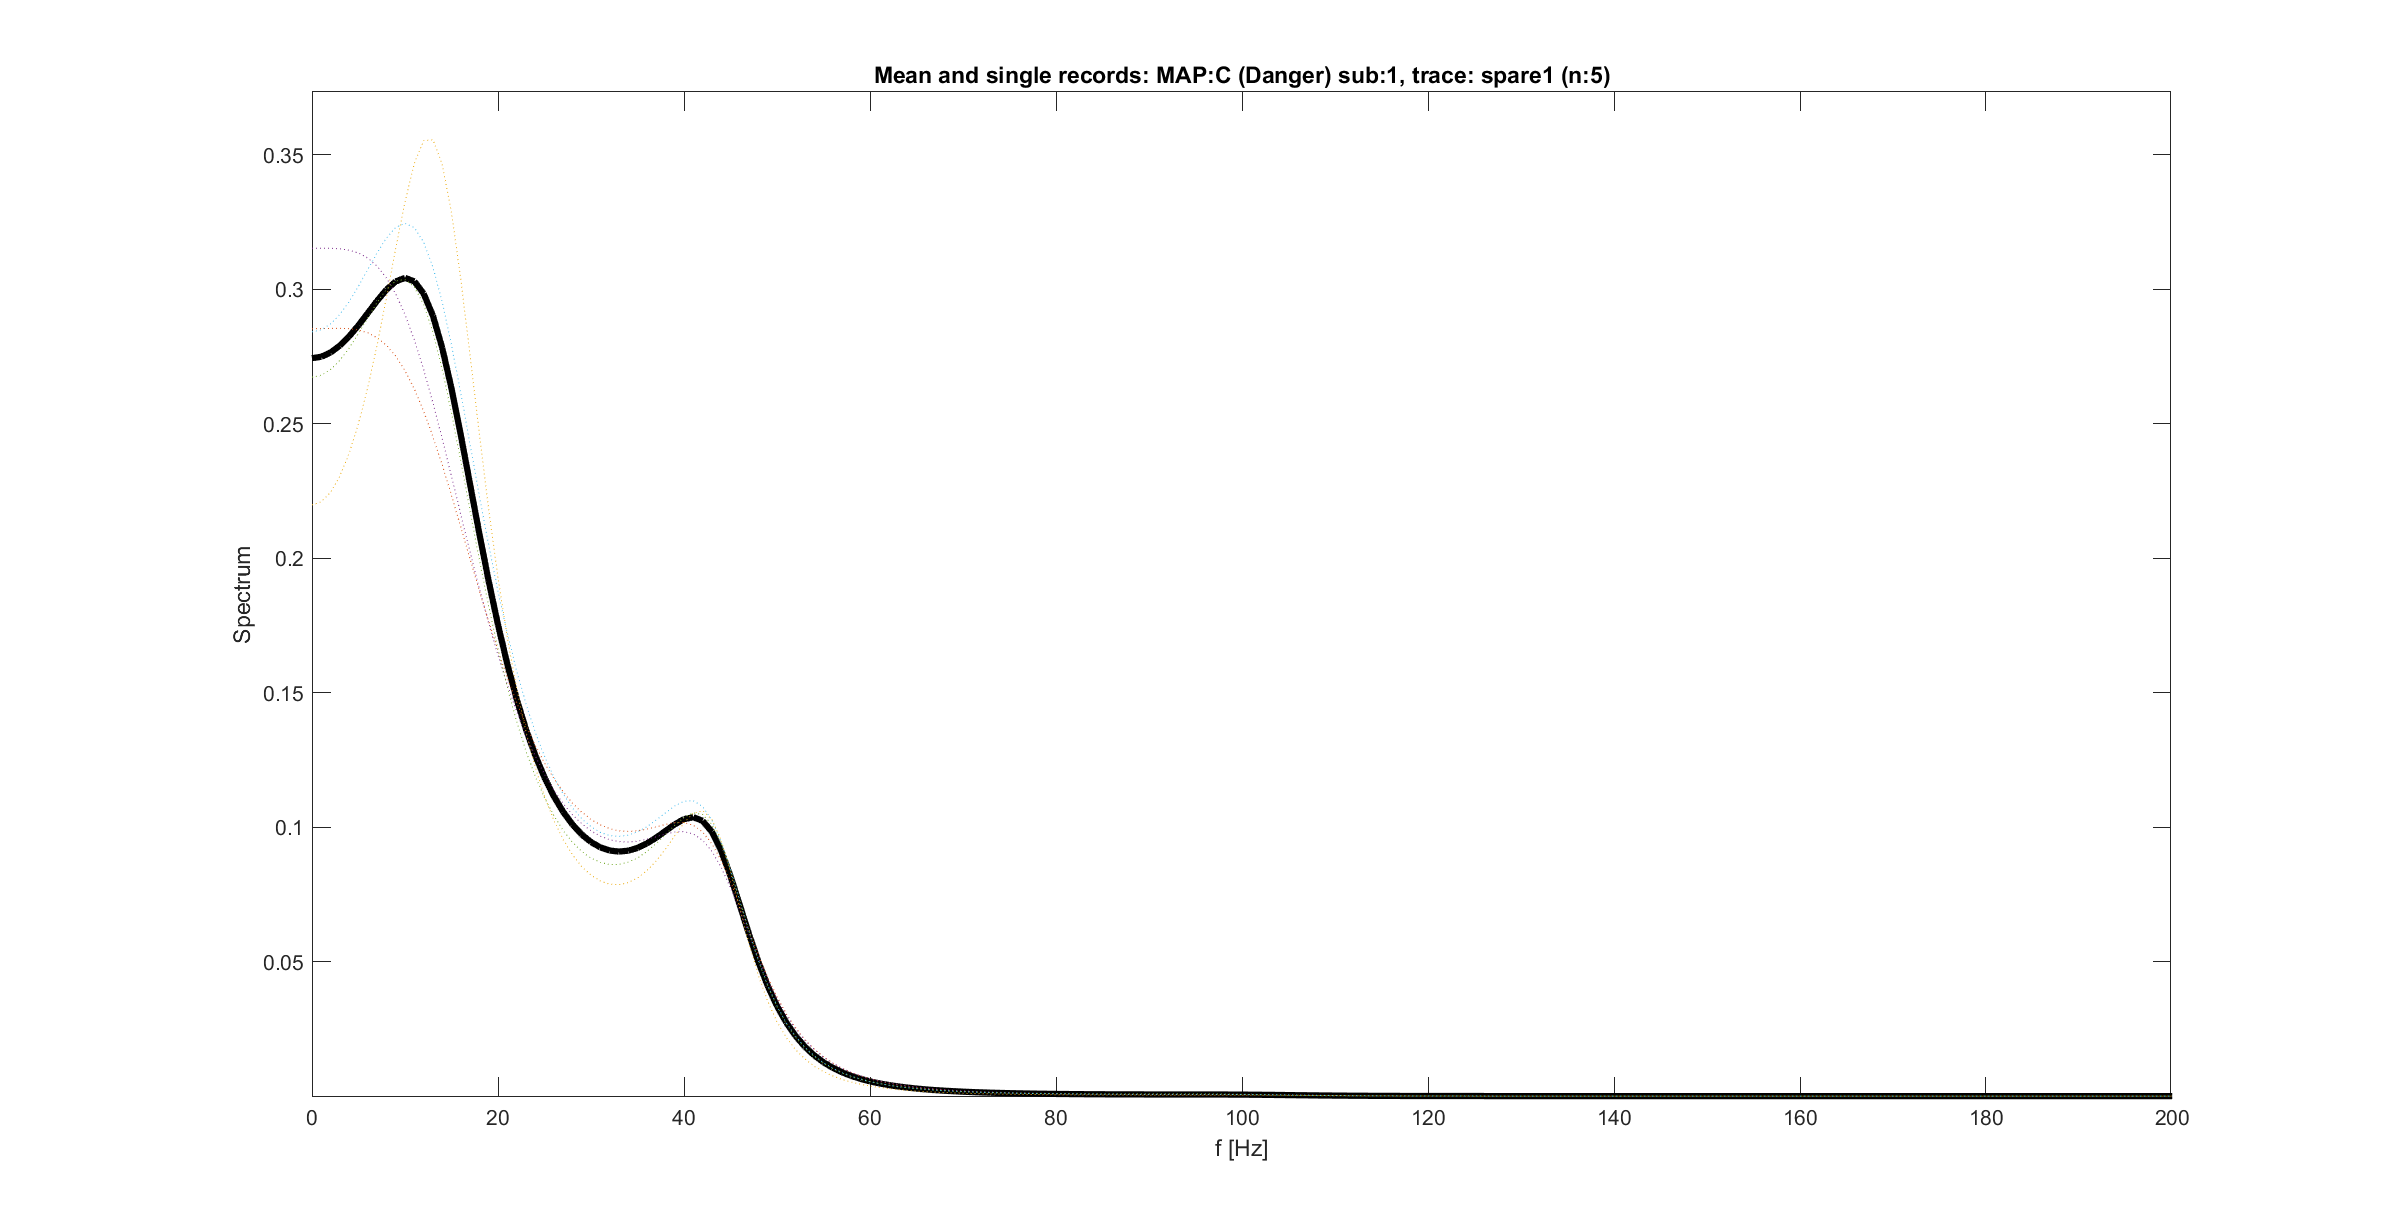 Mean and single records: MAP:C (Danger) sub:1, trace: spare1 (n:5)
0.35
0.3
0.25
0.2
0.15
0.1
0.05
Spectrum
0 20 40 60 80 100 120 140 160 180 200
f [Hz]